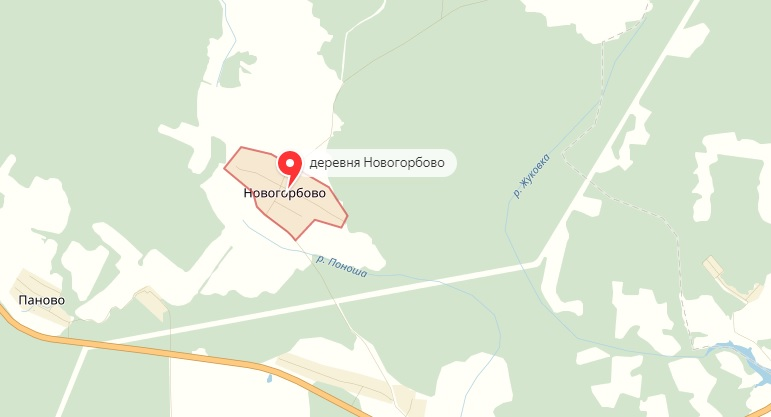 деревня Новогорбово
Новогорбово
р. Жуковка
р. Поноша
Паново